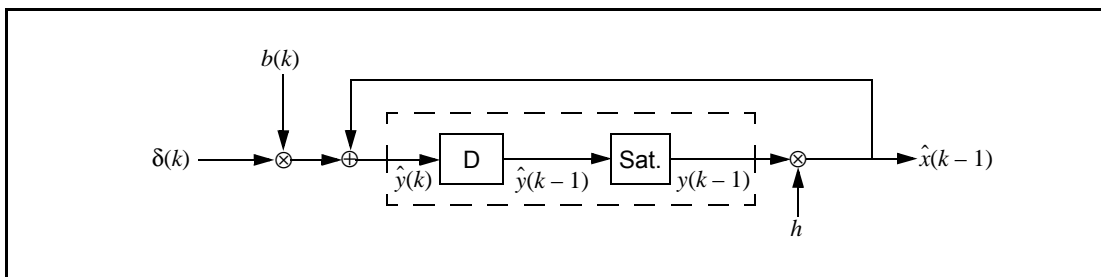 b(k)
δ(k)
D
Sat.
ŷ(k)
ŷ(k – 1)
y(k – 1)
x̂(k – 1)
h